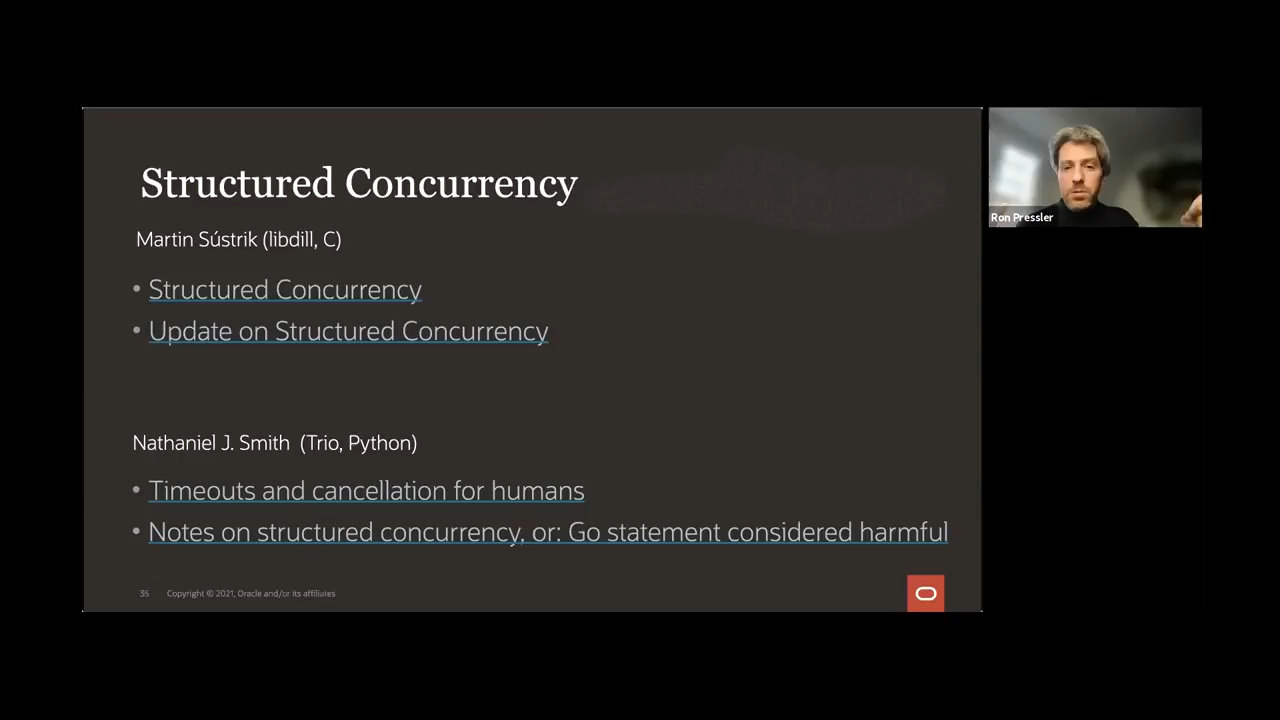 Structured Concurrency
Martin Sústrik (libdill, C)
• Structured Concurrency
• Update on Structured Concurrency
Nathaniel J. Smith (Trio, Python)
• Timeouts and cancellation for humans
• Notes on structured concurrency, or: Go statement considered harmful
35 Copyright © 2021, Oracle and/or its affiliates
Ron Pressler